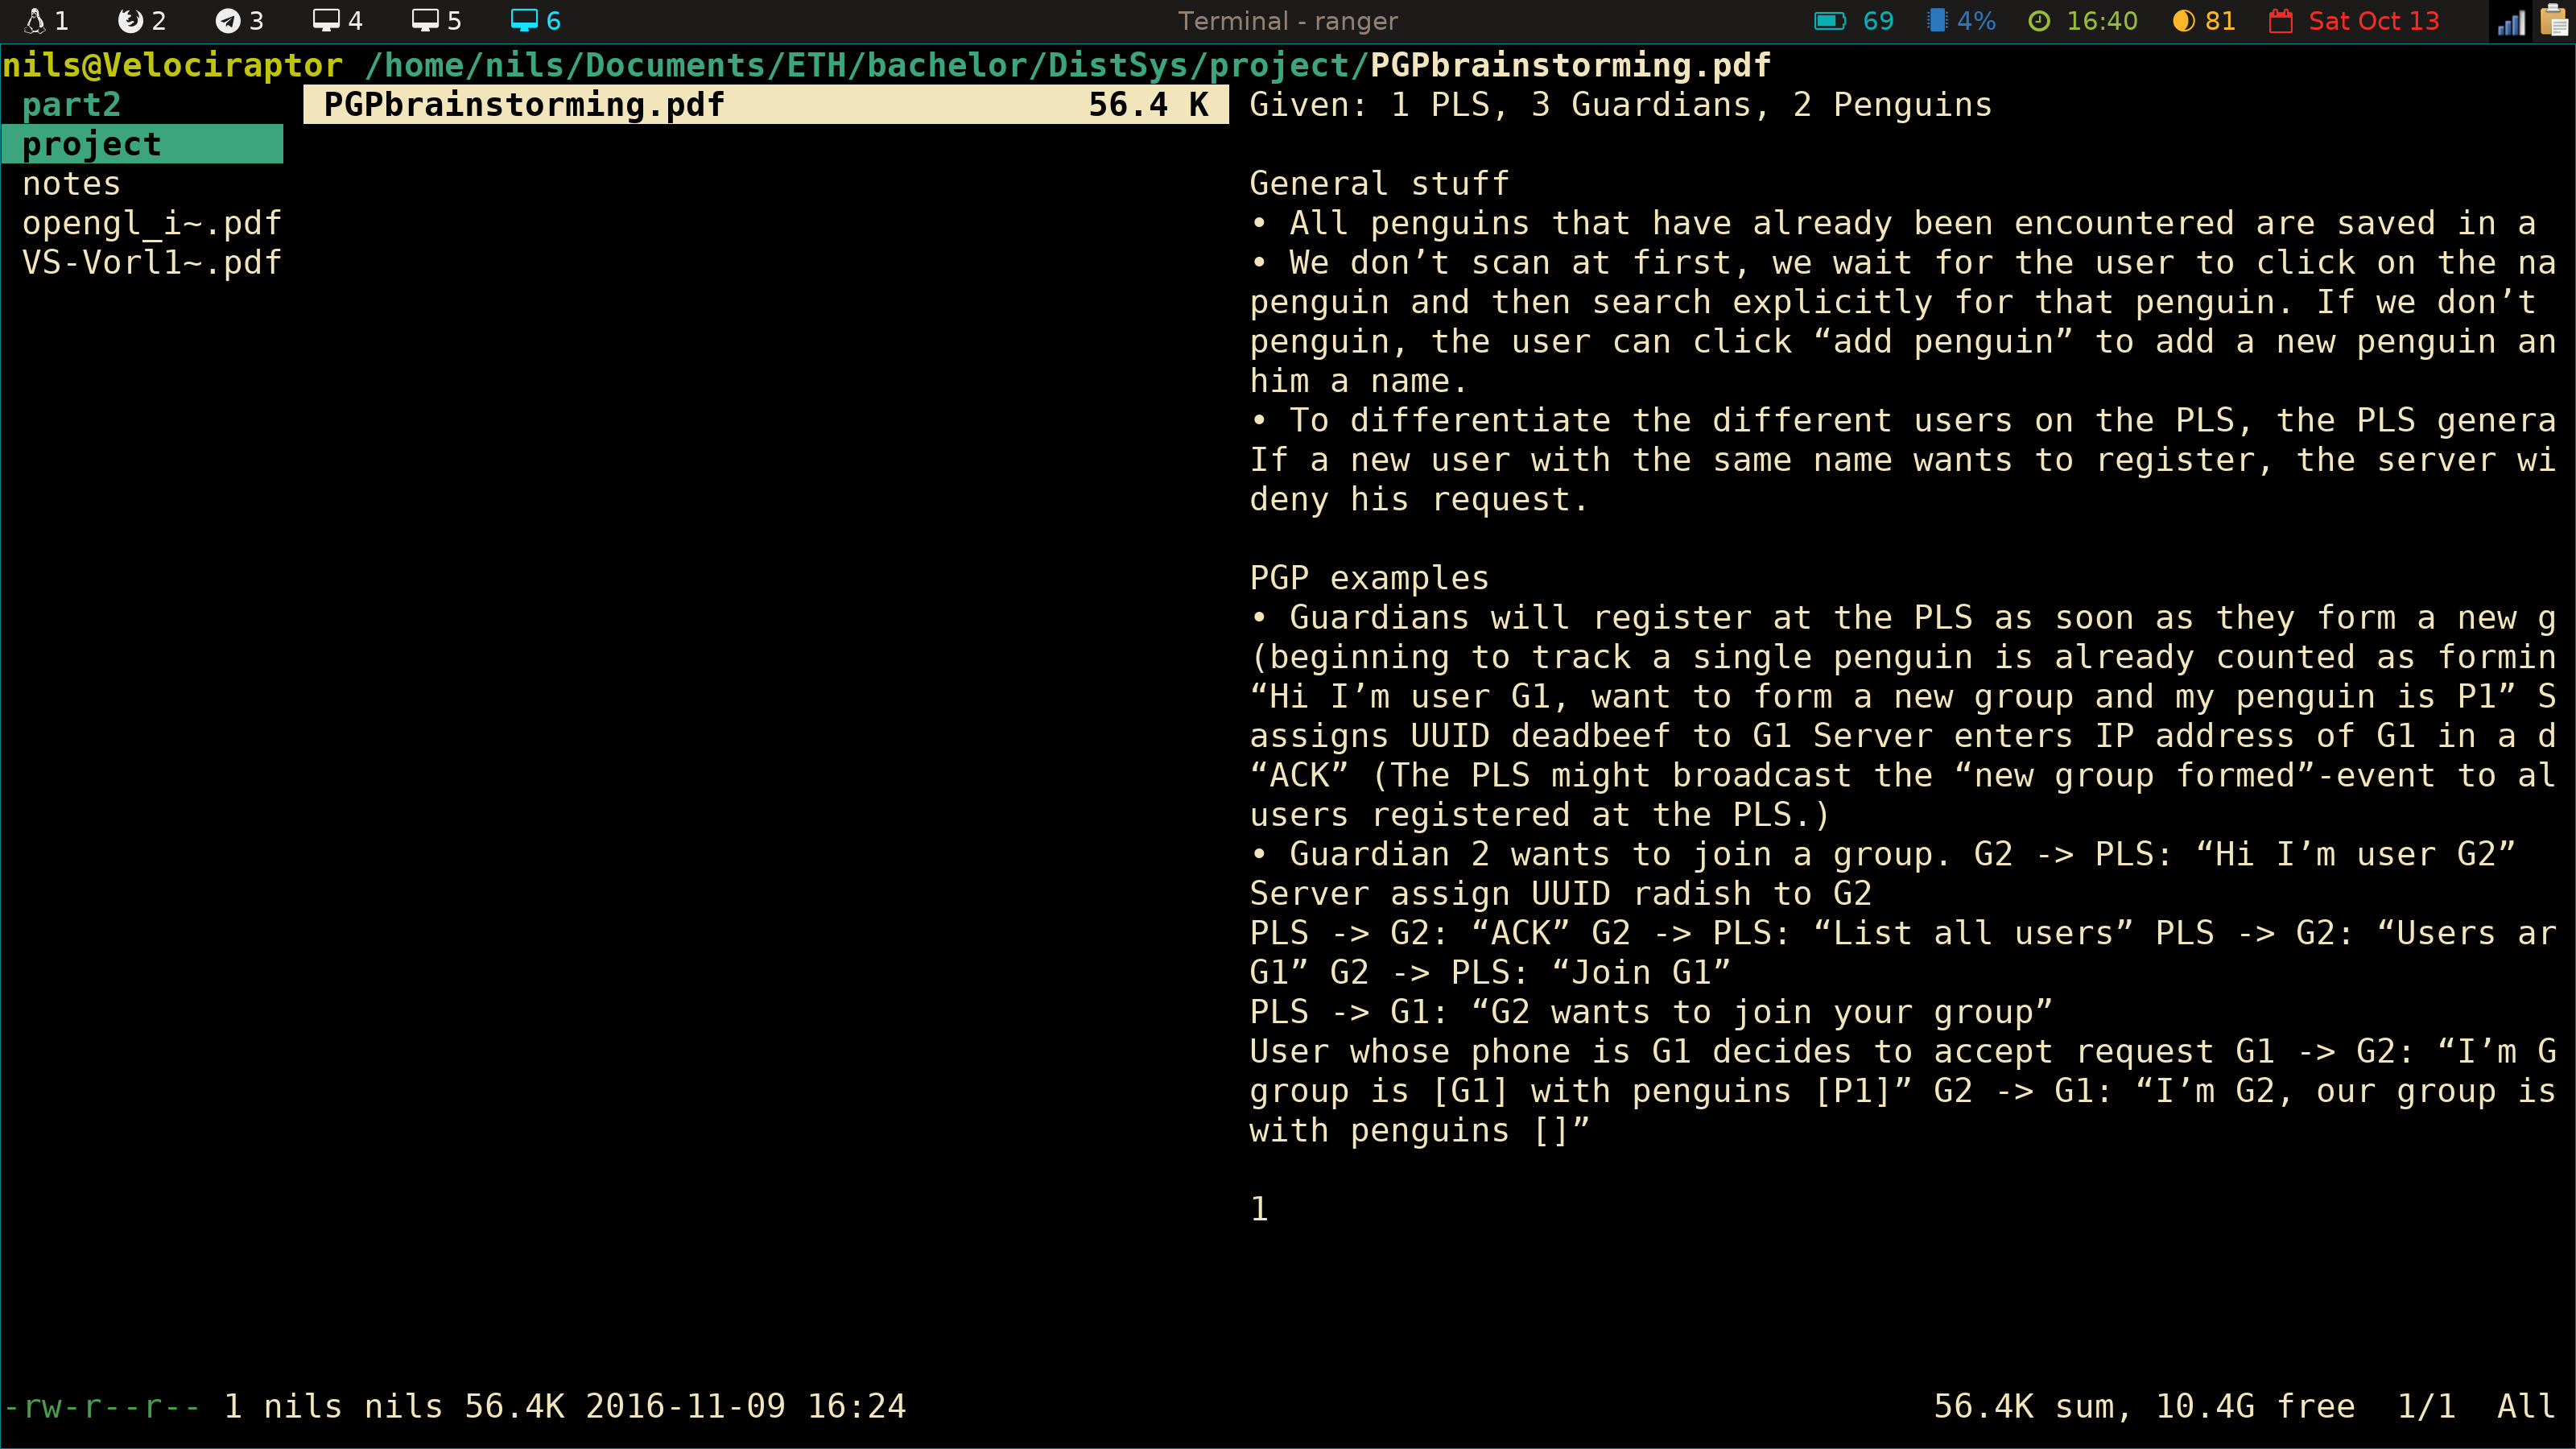 1 2 3 4 5 6 Terminal - ranger 69 4% 16:40 81 Sat Oct 13
nils@Velociraptor /home/nils/Documents/ETH/bachelor/DistSys/project/PGPbrainstorming.pdf
part2
project
notes
opengl_i~.pdf
VS-Vorl1~.pdf
PGPbrainstorming.pdf 56.4 K
Given: 1 PLS, 3 Guardians, 2 Penguins
General stuff
• All penguins that have already been encountered are saved in a
• We don’t scan at first, we wait for the user to click on the na
penguin and then search explicitly for that penguin. If we don’t
penguin, the user can click “add penguin” to add a new penguin an
him a name.
• To differentiate the different users on the PLS, the PLS genera
If a new user with the same name wants to register, the server wi
deny his request.
PGP examples
• Guardians will register at the PLS as soon as they form a new g
(beginning to track a single penguin is already counted as formin
“Hi I’m user G1, want to form a new group and my penguin is P1” S
assigns UUID deadbeef to G1 Server enters IP address of G1 in a d
“ACK” (The PLS might broadcast the “new group formed”-event to al
users registered at the PLS.)
• Guardian 2 wants to join a group. G2 -> PLS: “Hi I’m user G2”
Server assign UUID radish to G2
PLS -> G2: “ACK” G2 -> PLS: “List all users” PLS -> G2: “Users ar
G1” G2 -> PLS: “Join G1”
PLS -> G1: “G2 wants to join your group”
User whose phone is G1 decides to accept request G1 -> G2: “I’m G
group is [G1] with penguins [P1]” G2 -> G1: “I’m G2, our group is
with penguins []”
1
-rw-r--r-- 1 nils nils 56.4K 2016-11-09 16:24 56.4K sum, 10.4G free 1/1 All